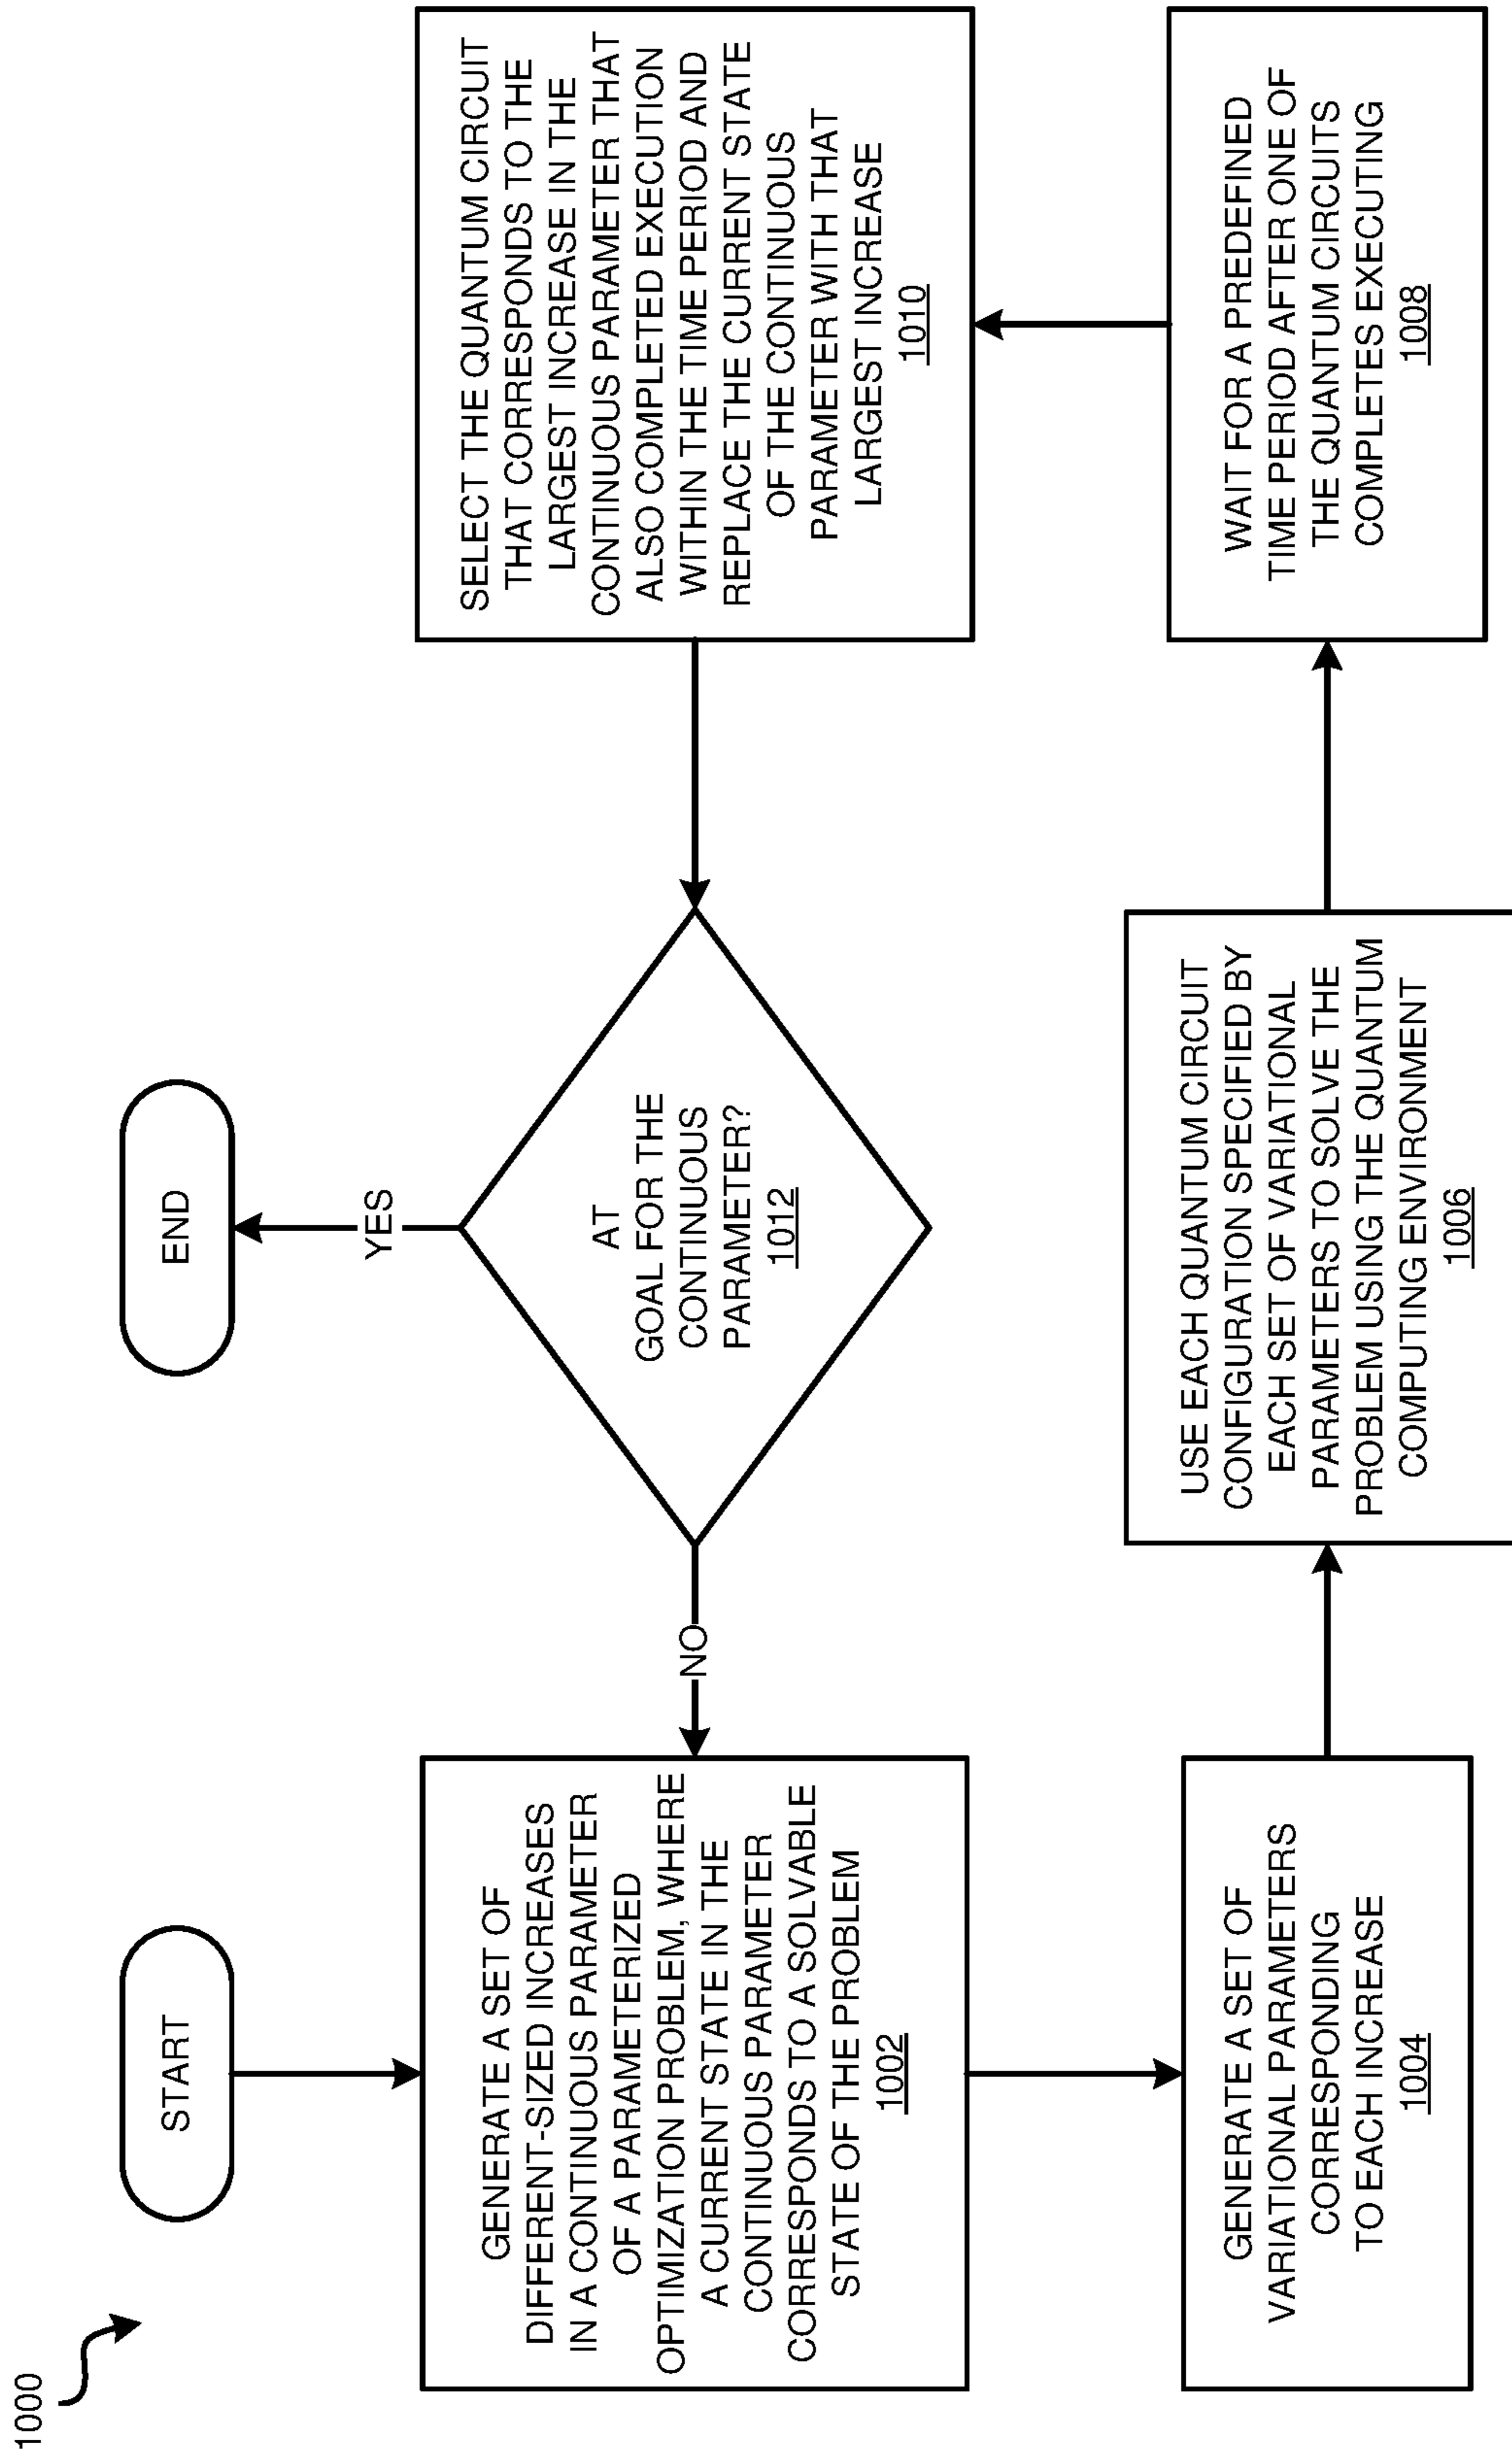 1000
START
GENERATE A SET OF
DIFFERENT-SIZED INCREASES
IN A CONTINUOUS PARAMETER
OF A PARAMETERIZED
OPTIMIZATION PROBLEM, WHERE
A CURRENT STATE IN THE
CONTINUOUS PARAMETER
CORRESPONDS TO A SOLVABLE
STATE OF THE PROBLEM
1002
GENERATE A SET OF
VARIATIONAL PARAMETERS
CORRESPONDING
TO EACH INCREASE
1004
USE EACH QUANTUM CIRCUIT
CONFIGURATION SPECIFIED BY
EACH SET OF VARIATIONAL
PARAMETERS TO SOLVE THE
PROBLEM USING THE QUANTUM
COMPUTING ENVIRONMENT
1006
WAIT FOR A PREDEFINED
TIME PERIOD AFTER ONE OF
THE QUANTUM CIRCUITS
COMPLETES EXECUTING
1008
SELECT THE QUANTUM CIRCUIT
THAT CORRESPONDS TO THE
LARGEST INCREASE IN THE
CONTINUOUS PARAMETER THAT
ALSO COMPLETED EXECUTION
WITHIN THE TIME PERIOD AND
REPLACE THE CURRENT STATE
OF THE CONTINUOUS
PARAMETER WITH THAT
LARGEST INCREASE
1010
AT
GOAL FOR THE
CONTINUOUS
PARAMETER?
1012
NO
YES
END